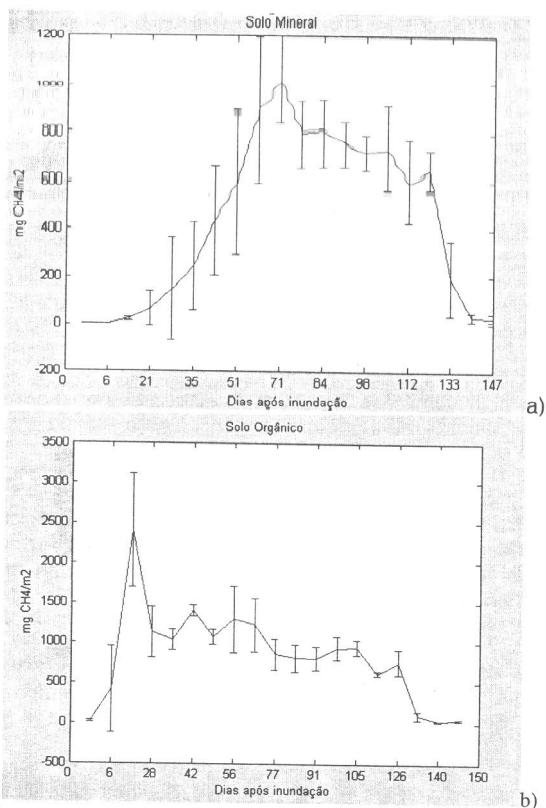 Solo Mineral
1200
1000
800
600
400
200
0
-200
mg CH4/m2
0 6 21 35 51 71 84 98 112 133 147
Dias após inundação
a)
Solo Orgânico
3500
3000
2500
2000
1500
1000
500
0
-500
mg CH4/m2
0 6 28 42 56 77 91 105 126 140 150
Dias após inundação
b)